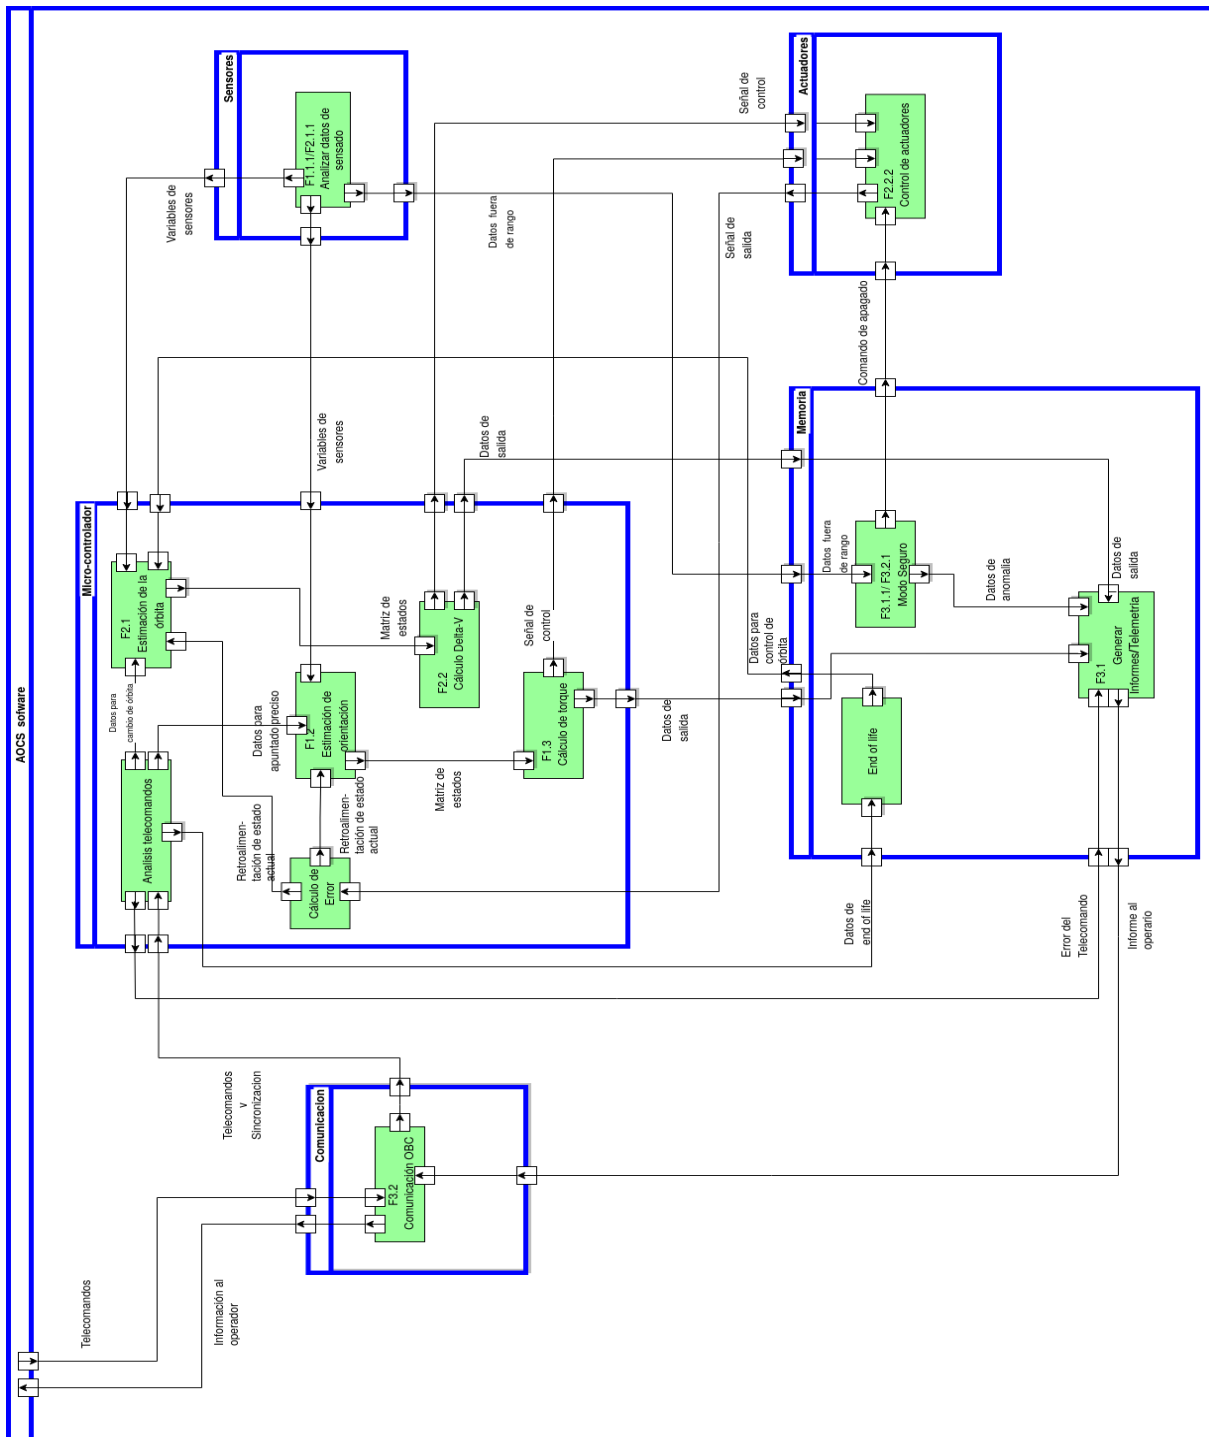 AOCS sofware
Sensores
F1.1.1/F2.1.1
Analizar datos de
sensado
Variables de
sensores
Datos fuera
de rango
Variables de
sensores
Actuadores
F2.2.2
Control de actuadores
Señal de
control
Señal de
salida
Comando de apagado
Micro-controlador
F2.1
Estimación de la
órbita
Datos para
cambio de órbita
Analisis telecomandos
Datos para
apuntado preciso
F1.2
Estimación de
orientación
Retroalimen-
tación de estado
actual
Retroalimen-
tación de estado
actual
Cálculo de
Error
Matriz de
estados
F2.2
Cálculo Delta-V
Matriz de
estados
Señal de
control
F1.3
Cálculo de torque
Datos de
salida
Datos de
salida
Memoria
Datos fuera
de rango
F3.1.1/ F3.2.1
Modo Seguro
Datos de
anomalia
Datos de
salida
F3.1
Generar
Informes/Telemetría
Datos para
control de
órbita
End of life
Datos de
end of life
Error del
Telecomando
Informe al
operario
Comunicacion
F3.2
Comunicación OBC
Telecomandos
y
Sincronizacion
Telecomandos
Información al
operador